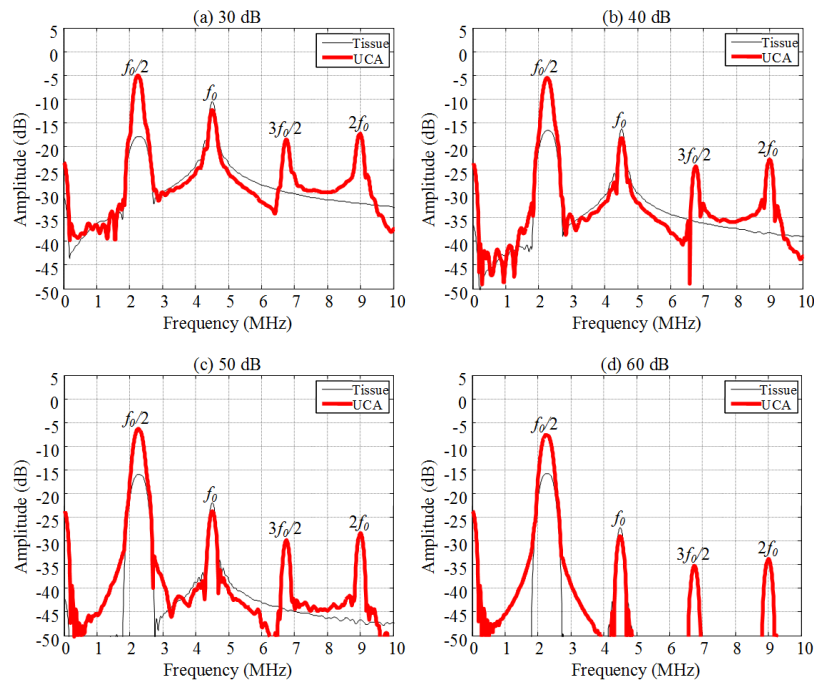 (a) 30 dB
Amplitude (dB)
5
0
-5
-10
-15
-20
-25
-30
-35
-40
-45
-50
f₀/2
f₀
3f₀/2
2f₀
Tissue
UCA
0 1 2 3 4 5 6 7 8 9 10
Frequency (MHz)
(b) 40 dB
Amplitude (dB)
5
0
-5
-10
-15
-20
-25
-30
-35
-40
-45
-50
f₀/2
f₀
3f₀/2
2f₀
Tissue
UCA
0 1 2 3 4 5 6 7 8 9 10
Frequency (MHz)
(c) 50 dB
Amplitude (dB)
5
0
-5
-10
-15
-20
-25
-30
-35
-40
-45
-50
f₀/2
f₀
3f₀/2
2f₀
Tissue
UCA
0 1 2 3 4 5 6 7 8 9 10
Frequency (MHz)
(d) 60 dB
Amplitude (dB)
5
0
-5
-10
-15
-20
-25
-30
-35
-40
-45
-50
f₀/2
f₀
3f₀/2
2f₀
Tissue
UCA
0 1 2 3 4 5 6 7 8 9 10
Frequency (MHz)